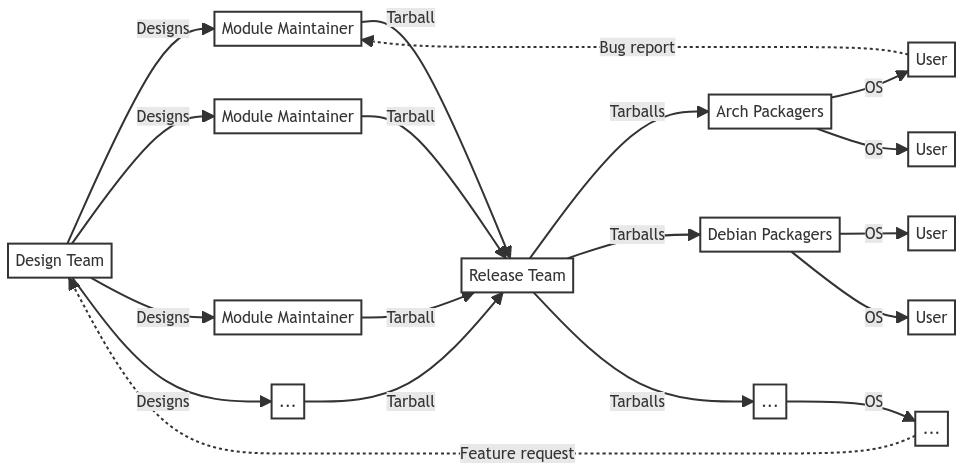 Designs
Module Maintainer
Tarball
Bug report
User
OS
Designs
Module Maintainer
Tarball
Tarballs
Arch Packagers
OS
User
Design Team
Release Team
Tarballs
Debian Packagers
OS
User
Designs
Module Maintainer
Tarball
OS
User
Designs
...
Tarball
Tarballs
...
OS
...
Feature request